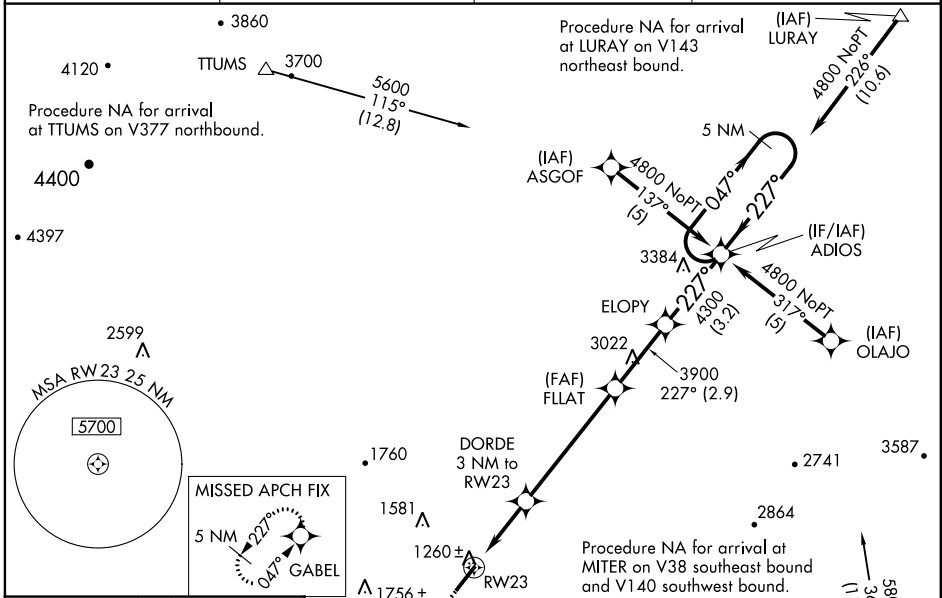 3860
Procedure NA for arrival
at LURAY on V143
northeast bound.
(IAF)
LURAY
4800 NoPT
226°
(10.6)
4120
TTUMS
3700
5600
115°
(12.8)
Procedure NA for arrival
at TTUMS on V377 northbound.
4400
4397
5 NM
(IAF)
ASGOF
4800 NoPT
137°
(5)
047°
227°
(IF/IAF)
ADIOS
3384
227°
4300
(3.2)
4800 NoPT
317°
(5)
(IAF)
OLAJO
ELOPY
3022
3900
227° (2.9)
(FAF)
FLLAT
2599
MSA RW 23 25 NM
5700
DORDE
3 NM to
RW23
1760
1581
2741
3587
2864
MISSED APCH FIX
5 NM
227°
047°
GABEL
1260 ±
RW23
1756 ±
Procedure NA for arrival at
MITER on V38 southeast bound
and V140 southwest bound.